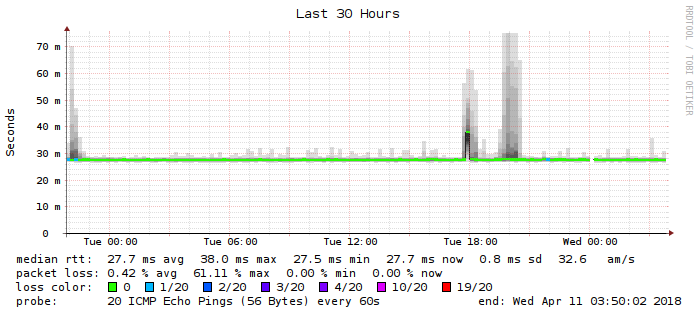 Last 30 Hours
RRDTOOL / TOBI OETIKER
Seconds
70 m
60 m
50 m
40 m
30 m
20 m
10 m
0
Tue 00:00 Tue 06:00 Tue 12:00 Tue 18:00 Wed 00:00
median rtt: 27.7 ms avg 38.0 ms max 27.5 ms min 27.7 ms now 0.8 ms sd 32.6 am/s
packet loss: 0.42 % avg 61.11 % max 0.00 % min 0.00 % now
loss color: 0 1/20 2/20 3/20 4/20 10/20 19/20
probe: 20 ICMP Echo Pings (56 Bytes) every 60s end: Wed Apr 11 03:50:02 2018